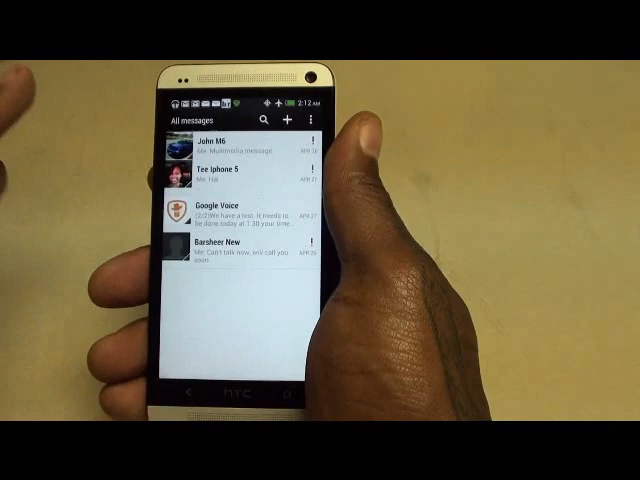 2:12 AM
All messages
John M6
Me: Multimedia message
APR 28
Tee Iphone 5
Me: Hai
APR 27
Google Voice
(2/2)We have a test. it needs to
be done today at 1:30 your time..
APR 27
Barsheer New
Me: Can't talk now, will call you
soon.
APR 26
hTC